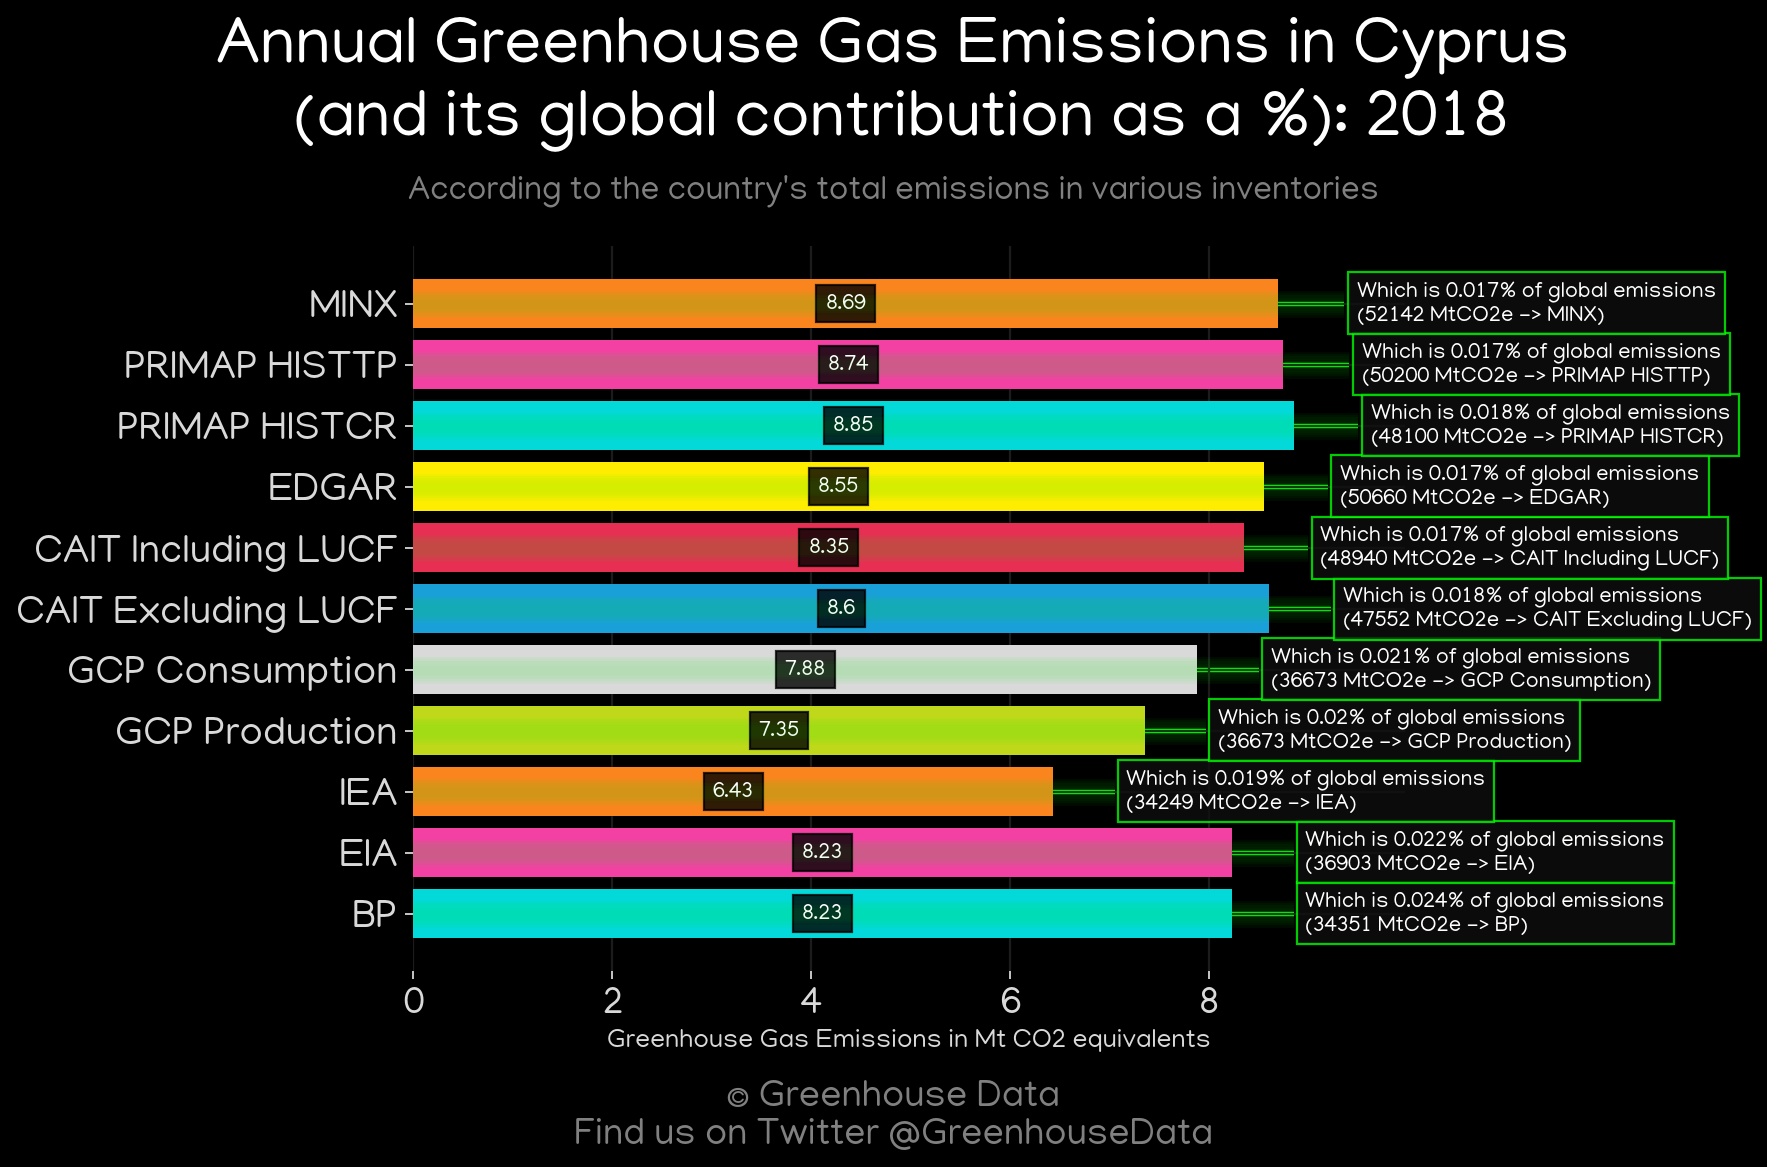 Annual Greenhouse Gas Emissions in Cyprus
(and its global contribution as a %): 2018
According to the country's total emissions in various inventories
MINX
8.69
Which is 0.017% of global emissions
(52142 MtCO2e -> MINX)
PRIMAP HISTTP
8.74
Which is 0.017% of global emissions
(50200 MtCO2e -> PRIMAP HISTTP)
PRIMAP HISTCR
8.85
Which is 0.018% of global emissions
(48100 MtCO2e -> PRIMAP HISTCR)
EDGAR
8.55
Which is 0.017% of global emissions
(50660 MtCO2e -> EDGAR)
CAIT Including LUCF
8.35
Which is 0.017% of global emissions
(48940 MtCO2e -> CAIT Including LUCF)
CAIT Excluding LUCF
8.6
Which is 0.018% of global emissions
(47552 MtCO2e -> CAIT Excluding LUCF)
GCP Consumption
7.88
Which is 0.021% of global emissions
(36673 MtCO2e -> GCP Consumption)
GCP Production
7.35
Which is 0.02% of global emissions
(36673 MtCO2e -> GCP Production)
IEA
6.43
Which is 0.019% of global emissions
(34249 MtCO2e -> IEA)
EIA
8.23
Which is 0.022% of global emissions
(36903 MtCO2e -> EIA)
BP
8.23
Which is 0.024% of global emissions
(34351 MtCO2e -> BP)
0 2 4 6 8
Greenhouse Gas Emissions in Mt CO2 equivalents
© Greenhouse Data
Find us on Twitter @GreenhouseData